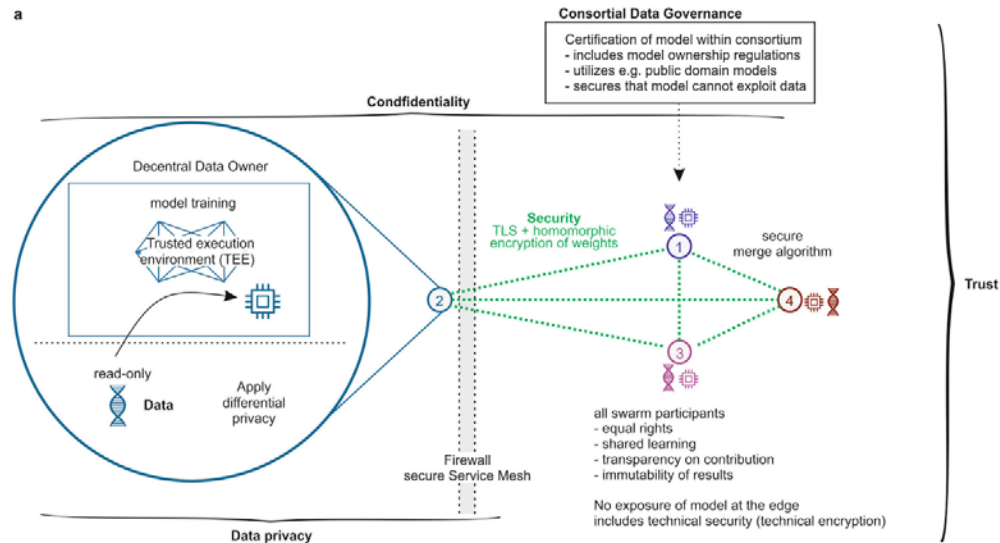 a
Consortial Data Governance
Certification of model within consortium
- includes model ownership regulations
- utilizes e.g. public domain models
- secures that model cannot exploit data
Condfidentiality
Decentral Data Owner
model training
Trusted execution
environment (TEE)
read-only
Data
Apply
differential
privacy
2
Security
TLS + homomorphic
encryption of weights
1
secure
merge algorithm
4
3
Trust
all swarm participants
- equal rights
- shared learning
- transparency on contribution
- immutability of results
Firewall
secure Service Mesh
No exposure of model at the edge
includes technical security (technical encryption)
Data privacy